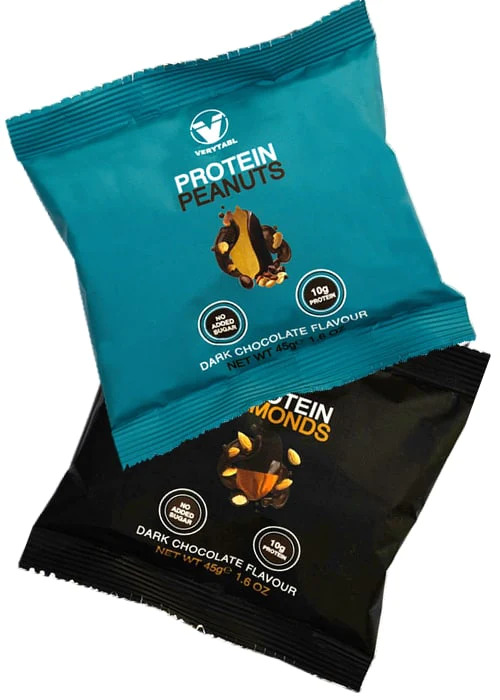 VERYTABL
PROTEIN
PEANUTS
NO
ADDED
SUGAR
10g
PROTEIN
DARK CHOCOLATE FLAVOUR
NET WT 45g℮ 1.6 OZ
OTEIN
MONDS
NO
ADDED
SUGAR
10g
PROTEIN
DARK CHOCOLATE FLAVOUR
NET WT 45g℮ 1.6 OZ